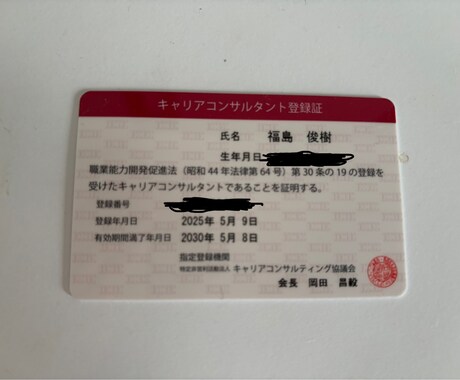 キャリアコンサルタント登録証
氏名 福島 俊樹
生年月日
職業能力開発促進法（昭和44年法律第64号）第30条の19の登録を
受けたキャリアコンサルタントであることを証明する。
登録番号
登録年月日 2025年 5月 9日
有効期間満了年月日 2030年 5月 8日
指定登録機関
特定非営利活動法人 キャリアコンサルティング協議会
会長 岡田 昌毅